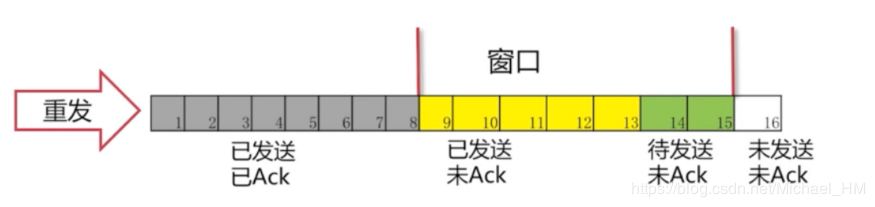 窗口
重发
1 2 3 4 5 6 7 8 9 10 11 12 13 14 15 16
已发送 已发送 待发送 未发送
已Ack 未Ack 未Ack 未Ack
https://blog.csdn.net/Michael_HM